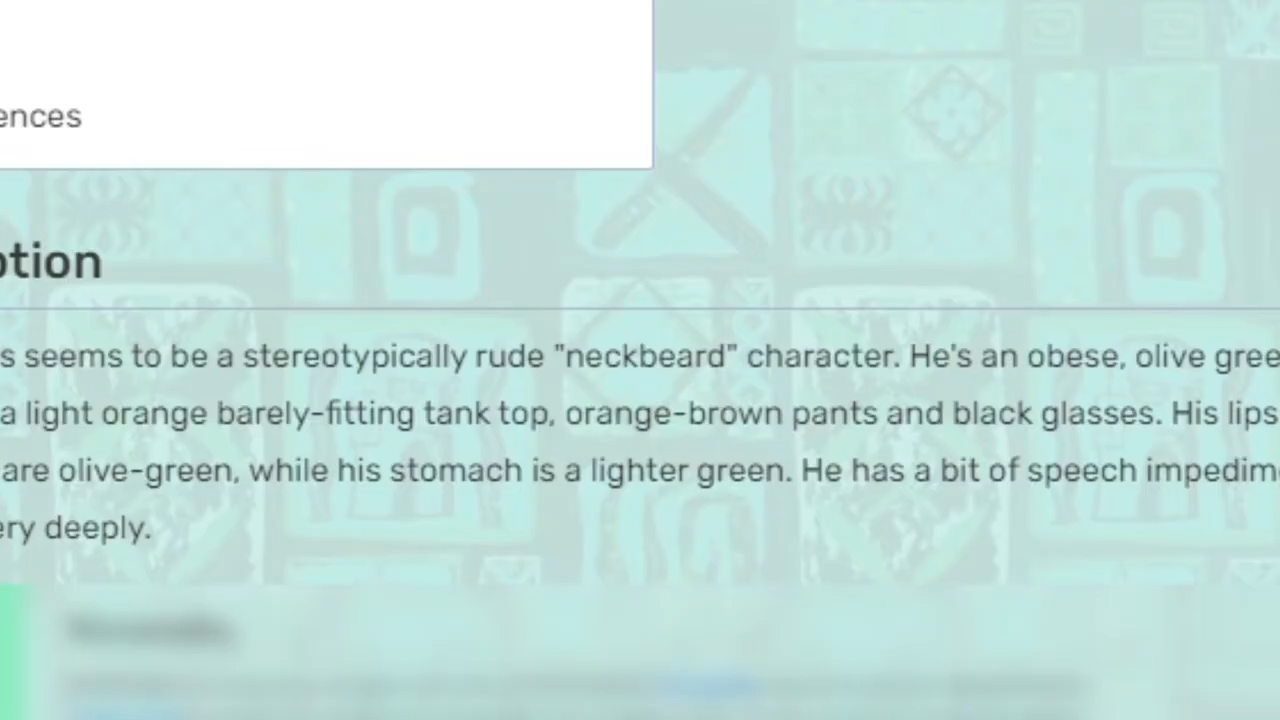 ences
ption
s seems to be a stereotypically rude "neckbeard" character. He's an obese, olive gree
a light orange barely-fitting tank top, orange-brown pants and black glasses. His lips
are olive-green, while his stomach is a lighter green. He has a bit of speech impedim
ery deeply.